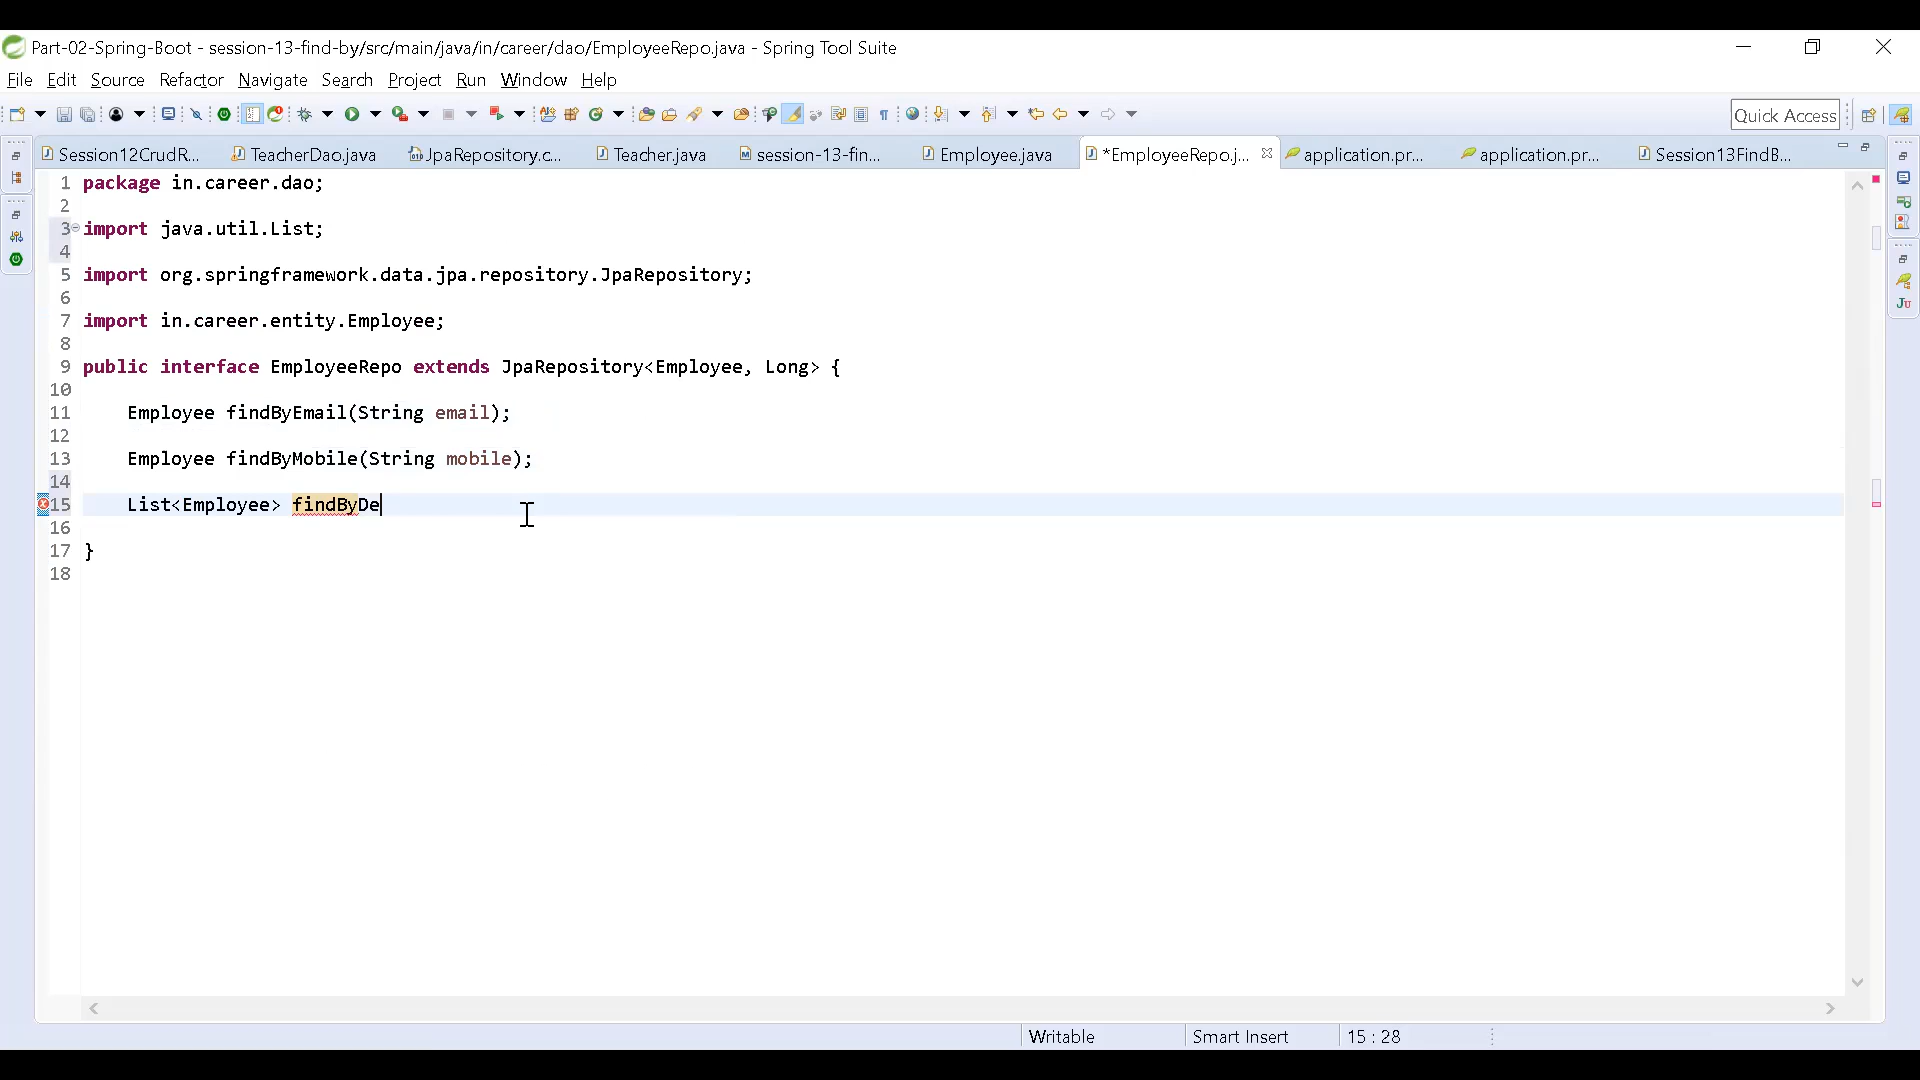 Part-02-Spring-Boot - session-13-find-by/src/main/java/in/career/dao/EmployeeRepo.java - Spring Tool Suite
File Edit Source Refactor Navigate Search Project Run Window Help
Quick Access
Session12CrudR... TeacherDao.java JpaRepository.c... Teacher.java session-13-fin... Employee.java *EmployeeRepo.j... application.pr... application.pr... Session13FindB...
1 package in.career.dao;
2
3 import java.util.List;
4
5 import org.springframework.data.jpa.repository.JpaRepository;
6
7 import in.career.entity.Employee;
8
9 public interface EmployeeRepo extends JpaRepository<Employee, Long> {
10
11 Employee findByEmail(String email);
12
13 Employee findByMobile(String mobile);
14
15 List<Employee> findByDe
16
17 }
18
Writable Smart Insert 15 : 28